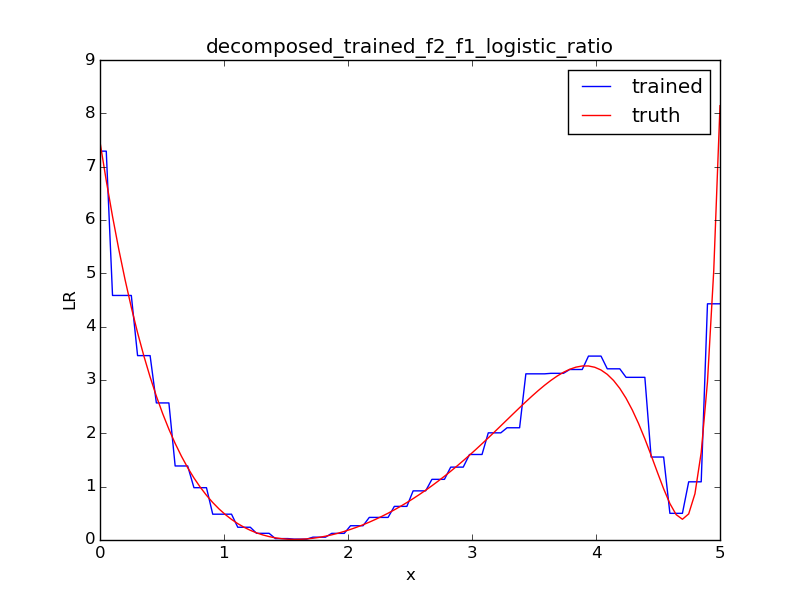 decomposed_trained_f2_f1_logistic_ratio
trained
truth
9
8
7
6
5
4
3
2
1
0
LR
0 1 2 3 4 5
x